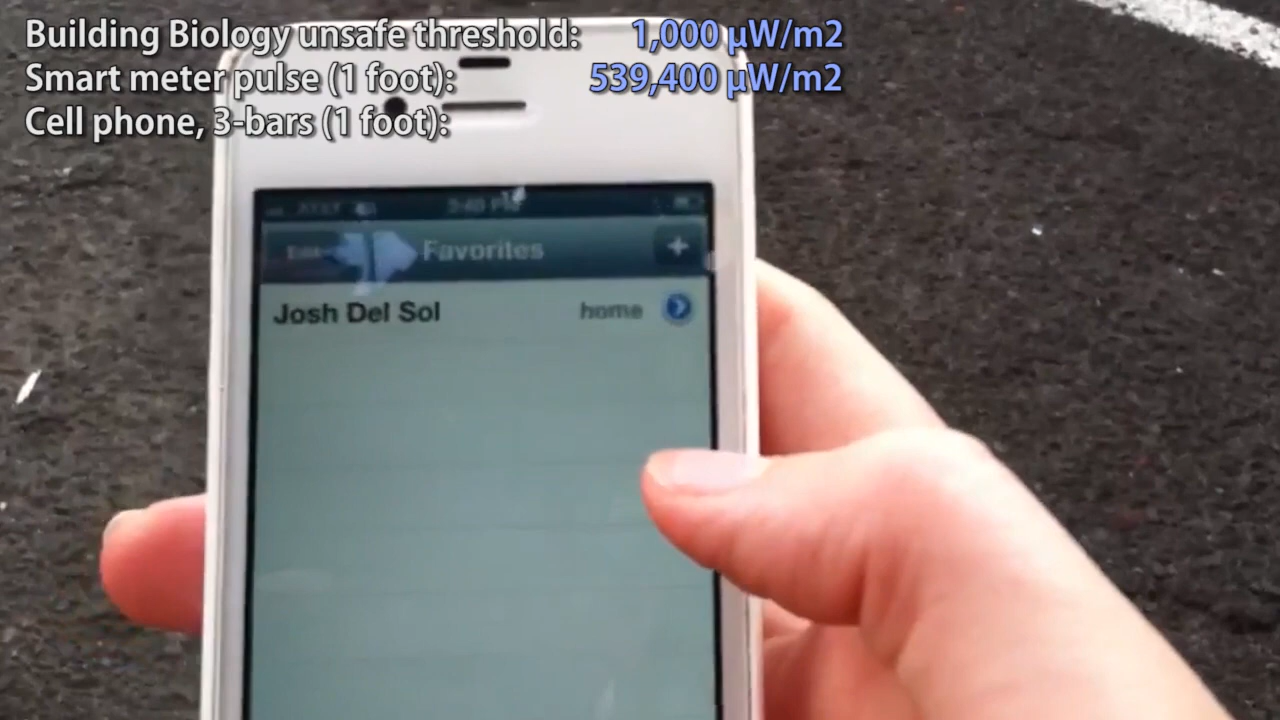 Building Biology unsafe threshold: 1,000 µW/m2
Smart meter pulse (1 foot): 539,400 µW/m2
Cell phone, 3-bars (1 foot):
Favorites +
Josh Del Sol home